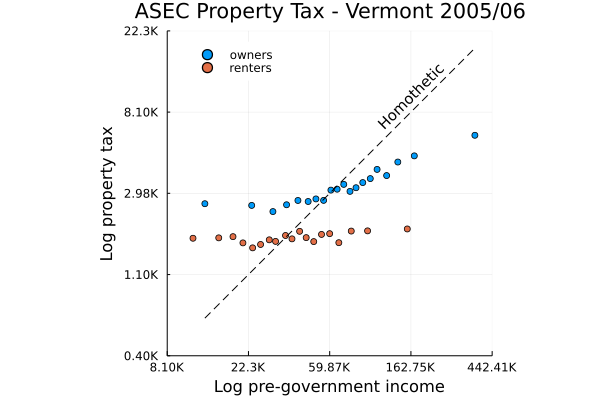 ASEC Property Tax - Vermont 2005/06
22.3K
8.10K
2.98K
1.10K
0.40K
Log property tax
owners
renters
Homothetic
8.10K 22.3K 59.87K 162.75K 442.41K
Log pre-government income